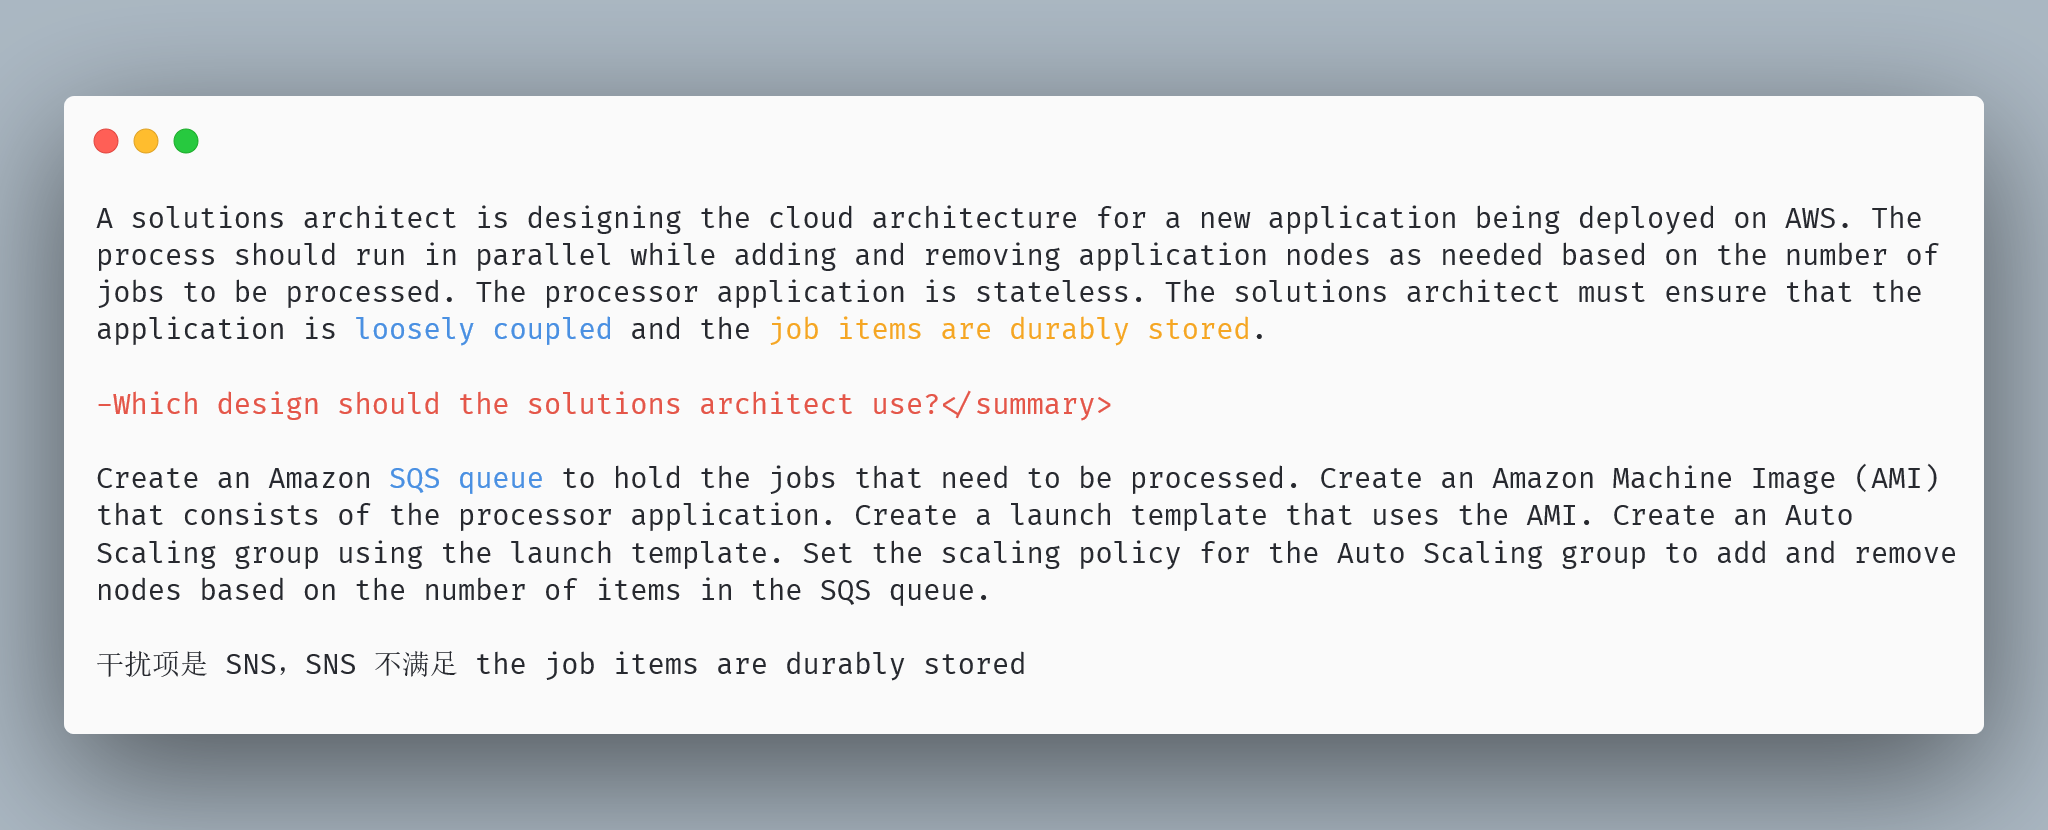 A solutions architect is designing the cloud architecture for a new application being deployed on AWS. The
process should run in parallel while adding and removing application nodes as needed based on the number of
jobs to be processed. The processor application is stateless. The solutions architect must ensure that the
application is loosely coupled and the job items are durably stored.
-Which design should the solutions architect use?</summary>
Create an Amazon SQS queue to hold the jobs that need to be processed. Create an Amazon Machine Image (AMI)
that consists of the processor application. Create a launch template that uses the AMI. Create an Auto
Scaling group using the launch template. Set the scaling policy for the Auto Scaling group to add and remove
nodes based on the number of items in the SQS queue.
干扰项是 SNS，SNS 不满足 the job items are durably stored